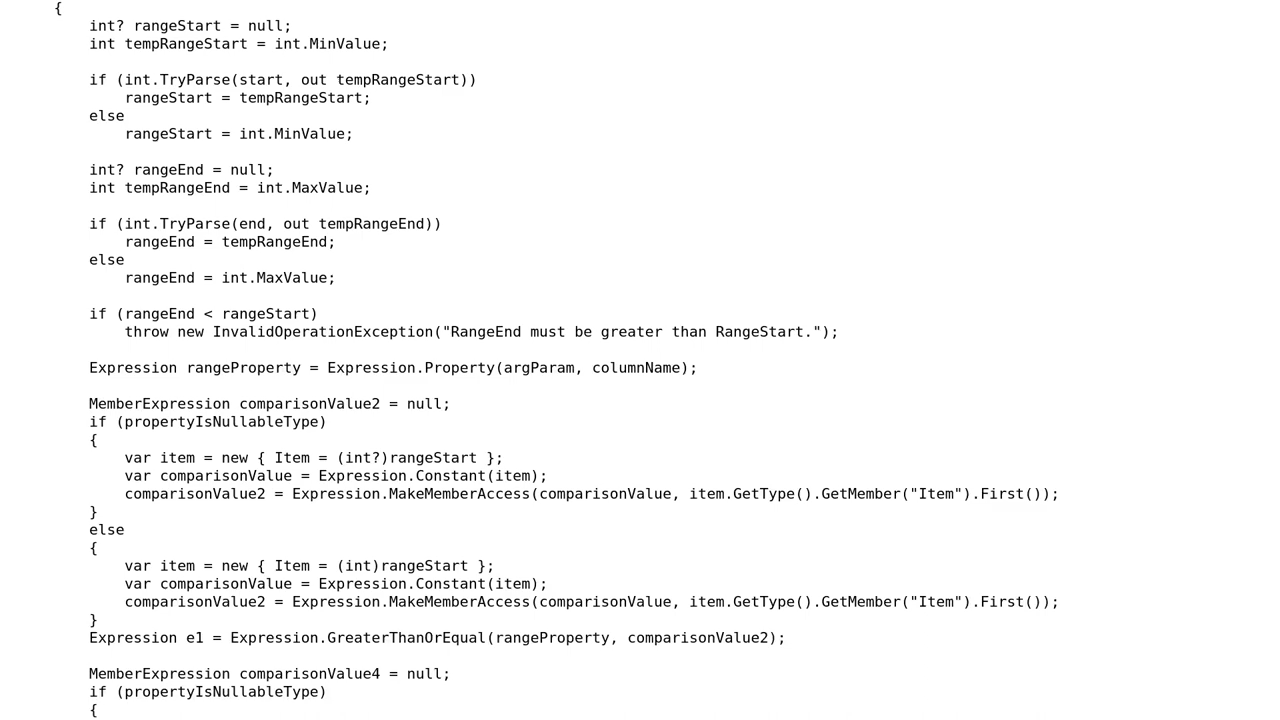 {
int? rangeStart = null;
int tempRangeStart = int.MinValue;
if (int.TryParse(start, out tempRangeStart))
rangeStart = tempRangeStart;
else
rangeStart = int.MinValue;
int? rangeEnd = null;
int tempRangeEnd = int.MaxValue;
if (int.TryParse(end, out tempRangeEnd))
rangeEnd = tempRangeEnd;
else
rangeEnd = int.MaxValue;
if (rangeEnd < rangeStart)
throw new InvalidOperationException("RangeEnd must be greater than RangeStart.");
Expression rangeProperty = Expression.Property(argParam, columnName);
MemberExpression comparisonValue2 = null;
if (propertyIsNullableType)
{
var item = new { Item = (int?)rangeStart };
var comparisonValue = Expression.Constant(item);
comparisonValue2 = Expression.MakeMemberAccess(comparisonValue, item.GetType().GetMember("Item").First());
}
else
{
var item = new { Item = (int)rangeStart };
var comparisonValue = Expression.Constant(item);
comparisonValue2 = Expression.MakeMemberAccess(comparisonValue, item.GetType().GetMember("Item").First());
}
Expression e1 = Expression.GreaterThanOrEqual(rangeProperty, comparisonValue2);
MemberExpression comparisonValue4 = null;
if (propertyIsNullableType)
{